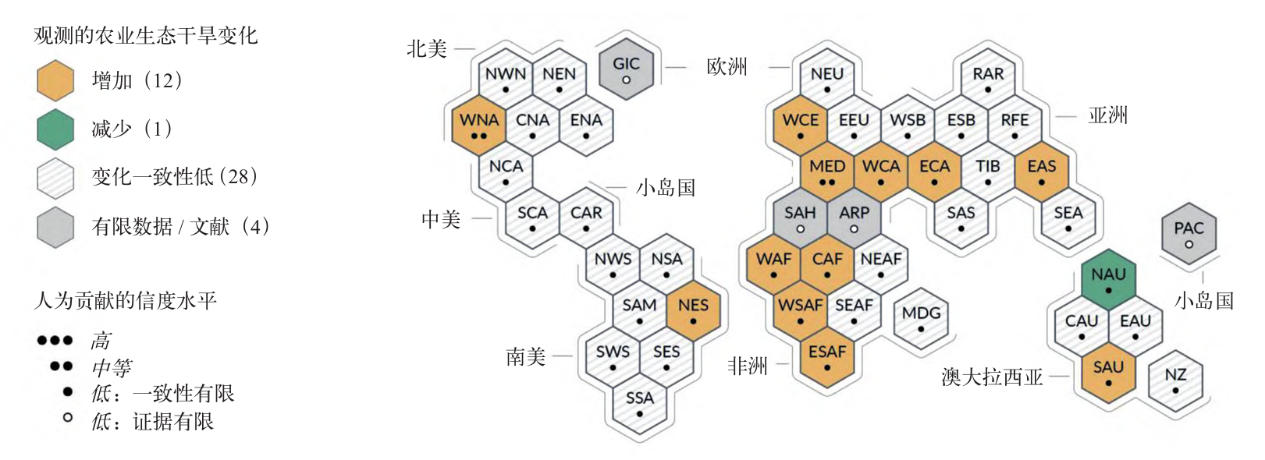 观测的农业生态干旱变化
增加（12）
减少（1）
变化一致性低（28）
有限数据 / 文献（4）
人为贡献的信度水平
高
中等
低：一致性有限
低：证据有限
北美
GIC
欧洲
NWN NEN
NEU RAR
WNA CNA ENA
WCE EEU WSB ESB RFE
亚洲
NCA
MED WCA ECA TIB EAS
小岛国
中美
SCA CAR
SAH ARP SAS SEA
PAC
NWS NSA
WAF CAF NEAF
NAU
小岛国
SAM NES
WSAF SEAF MDG
CAU EAU
南美
SWS SES
非洲
ESAF
澳大拉西亚
SAU NZ
SSA